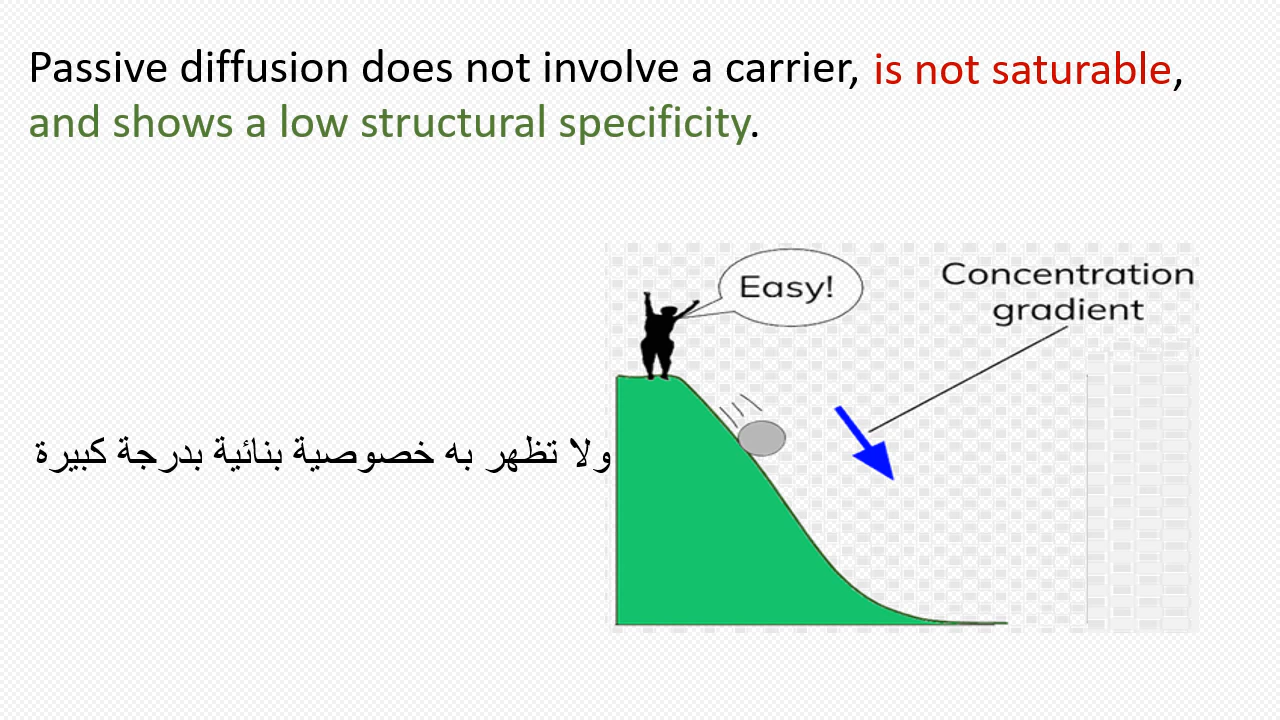 Passive diffusion does not involve a carrier, is not saturable,
and shows a low structural specificity.
Easy!
Concentration
gradient
ولا تظهر به خصوصية بنائية بدرجة كبيرة